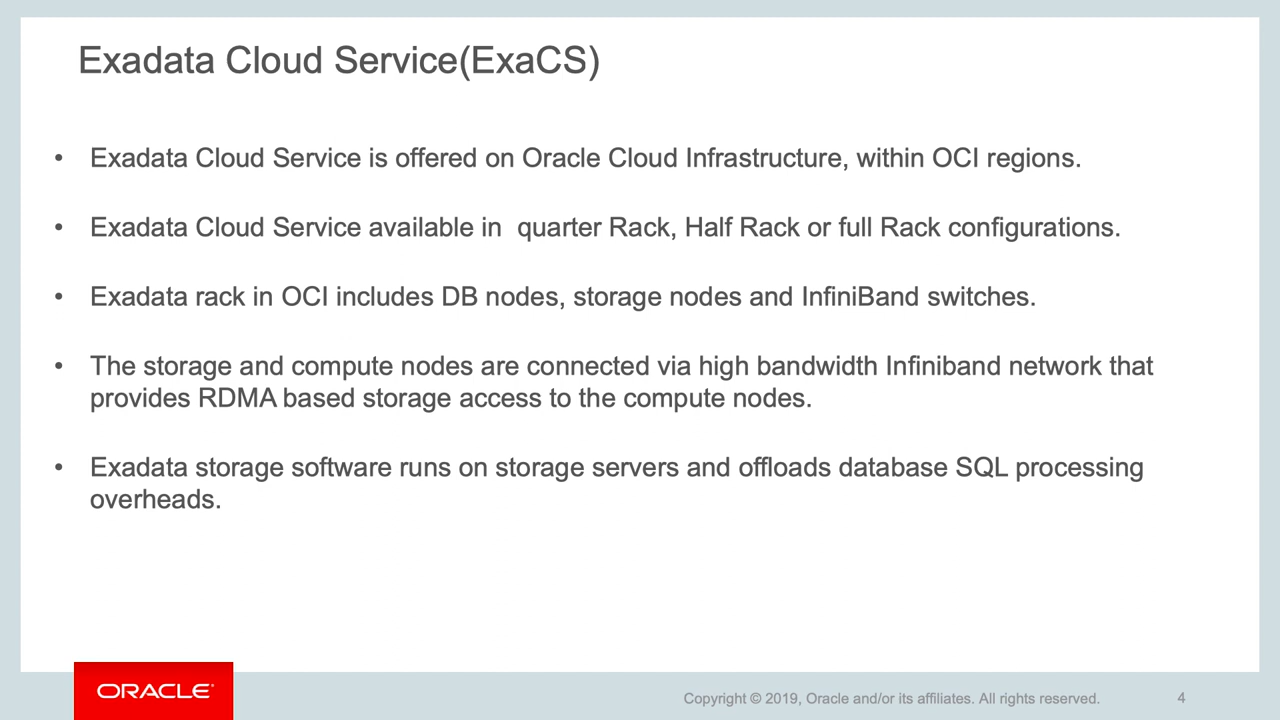 Exadata Cloud Service(ExaCS)
• Exadata Cloud Service is offered on Oracle Cloud Infrastructure, within OCI regions.
• Exadata Cloud Service available in  quarter Rack, Half Rack or full Rack configurations.
• Exadata rack in OCI includes DB nodes, storage nodes and InfiniBand switches.
• The storage and compute nodes are connected via high bandwidth Infiniband network that
provides RDMA based storage access to the compute nodes.
• Exadata storage software runs on storage servers and offloads database SQL processing
overheads.
ORACLE
Copyright © 2019, Oracle and/or its affiliates. All rights reserved.
4